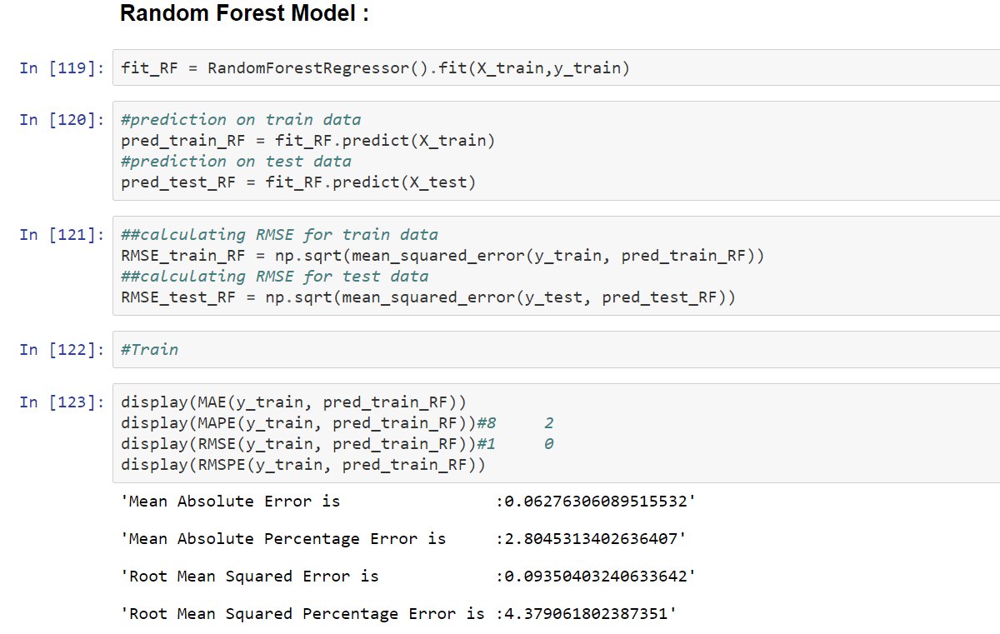 Random Forest Model :
In [119]: fit_RF = RandomForestRegressor().fit(X_train,y_train)
In [120]: #prediction on train data
pred_train_RF = fit_RF.predict(X_train)
#prediction on test data
pred_test_RF = fit_RF.predict(X_test)
In [121]: ##calculating RMSE for train data
RMSE_train_RF = np.sqrt(mean_squared_error(y_train, pred_train_RF))
##calculating RMSE for test data
RMSE_test_RF = np.sqrt(mean_squared_error(y_test, pred_test_RF))
In [122]: #Train
In [123]: display(MAE(y_train, pred_train_RF))
display(MAPE(y_train, pred_train_RF))#8     2
display(RMSE(y_train, pred_train_RF))#1     0
display(RMSPE(y_train, pred_train_RF))
'Mean Absolute Error is                :0.06276306089515532'
'Mean Absolute Percentage Error is     :2.8045313402636407'
'Root Mean Squared Error is            :0.09350403240633642'
'Root Mean Squared Percentage Error is :4.379061802387351'